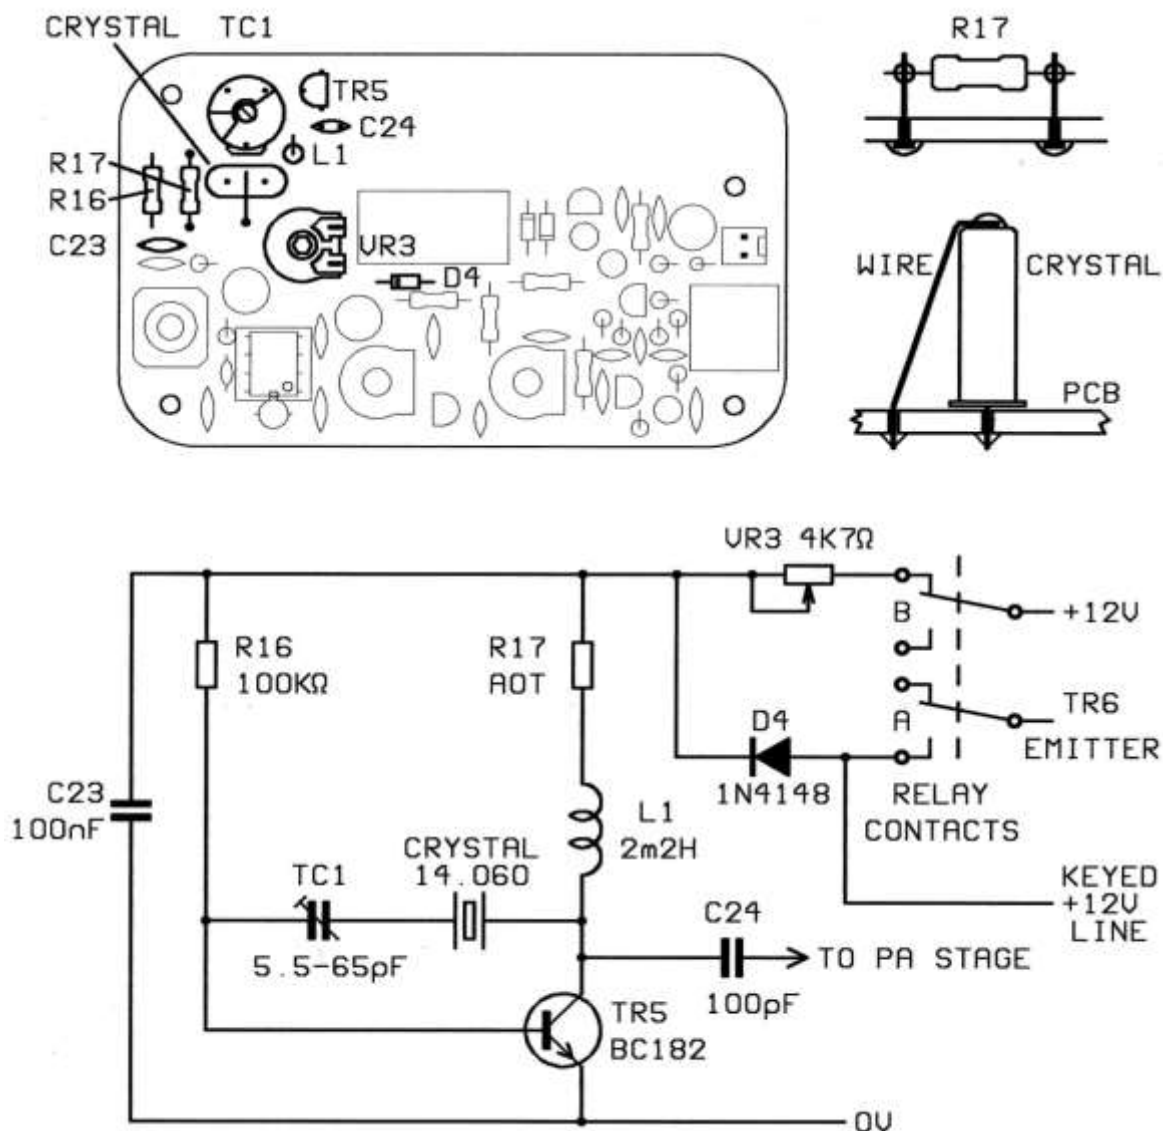 CRYSTAL TC1
TR5
C24
L1
R17
R16
C23
VR3
D4
R17
WIRE
CRYSTAL
PCB
VR3 4K7Ω
B
+12V
R16
100KΩ
R17
AOT
A
TR6
EMITTER
D4
1N4148
RELAY
CONTACTS
C23
100nF
L1
2m2H
CRYSTAL
14.060
TC1
5.5-65pF
KEYED
+12V
LINE
C24
100pF
TO PA STAGE
TR5
BC182
0V